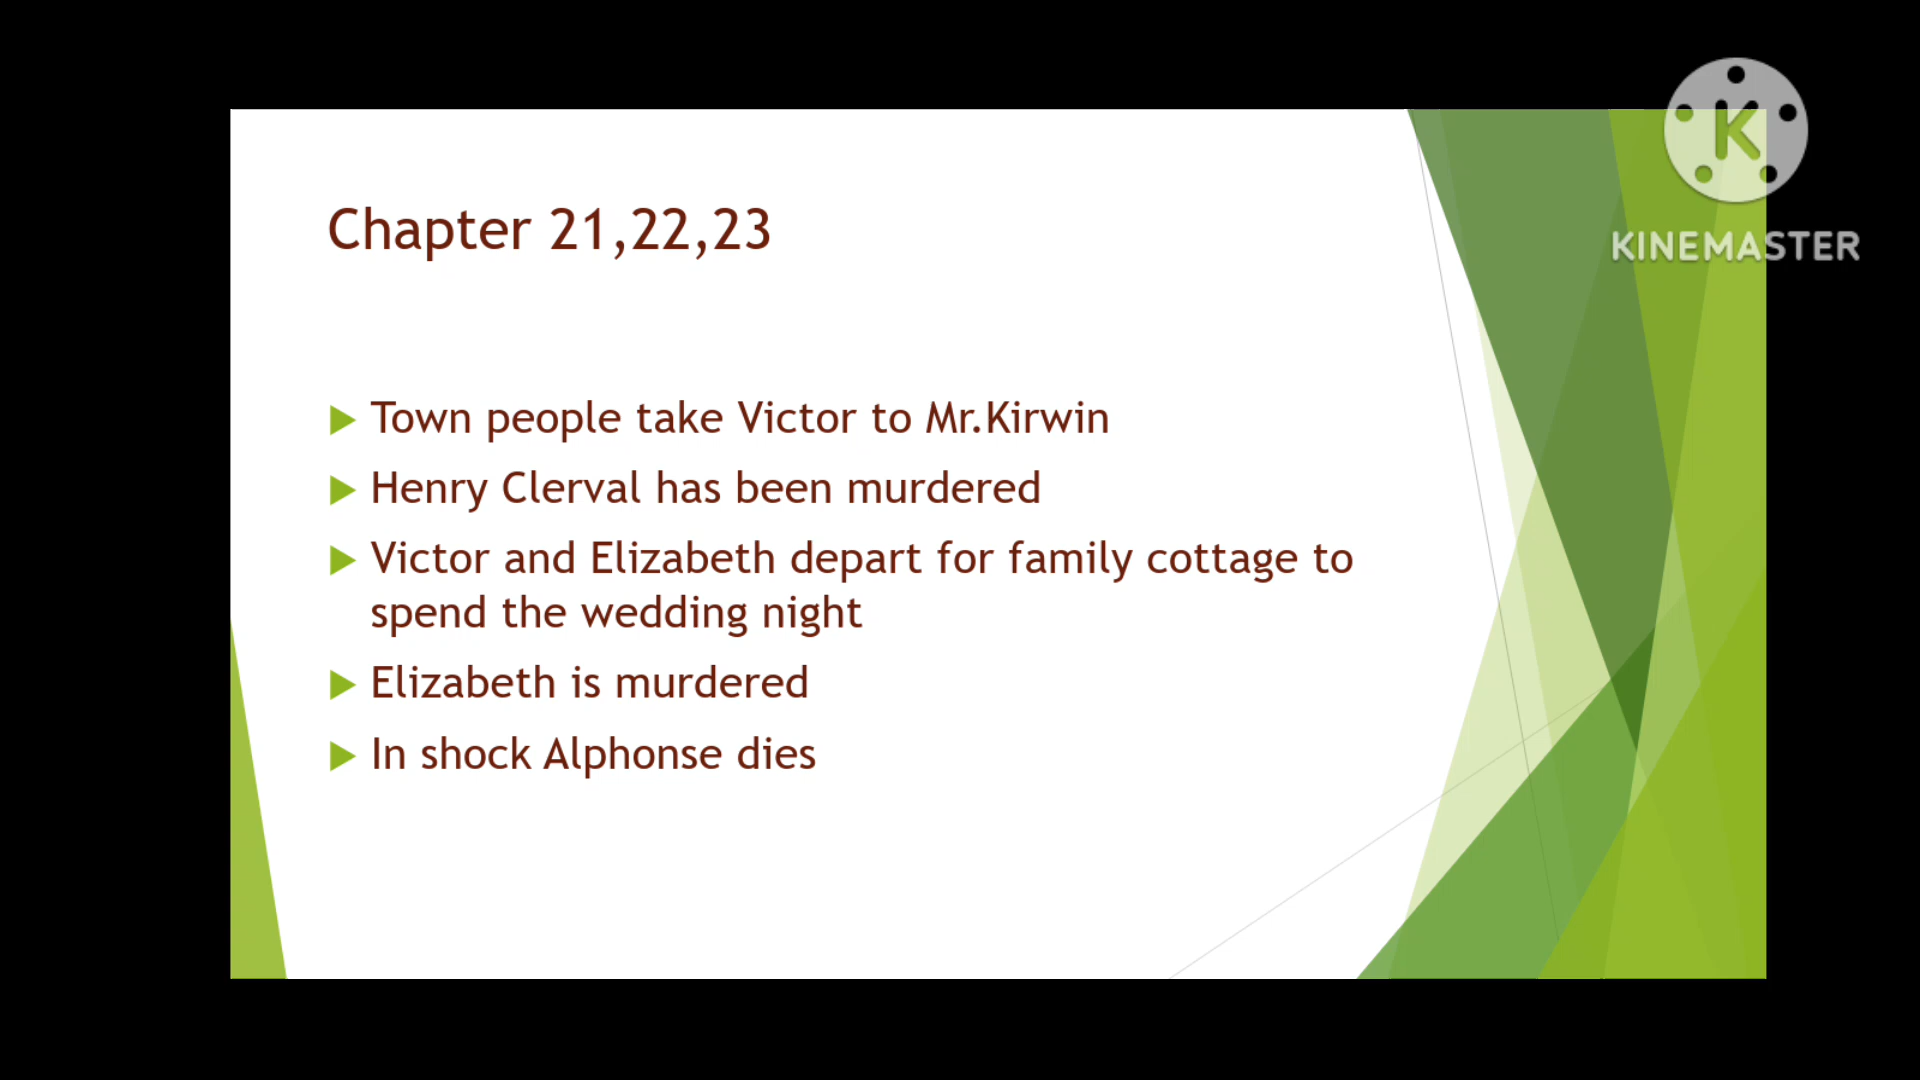 Chapter 21,22,23
Town people take Victor to Mr.Kirwin
Henry Clerval has been murdered
Victor and Elizabeth depart for family cottage to
spend the wedding night
Elizabeth is murdered
In shock Alphonse dies
K
KINEMASTER